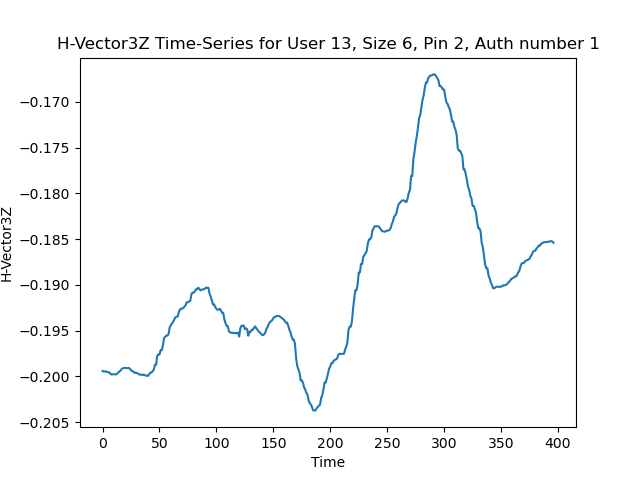 H-Vector3Z Time-Series for User 13, Size 6, Pin 2, Auth number 1
H-Vector3Z
−0.170
−0.175
−0.180
−0.185
−0.190
−0.195
−0.200
−0.205
0 50 100 150 200 250 300 350 400
Time